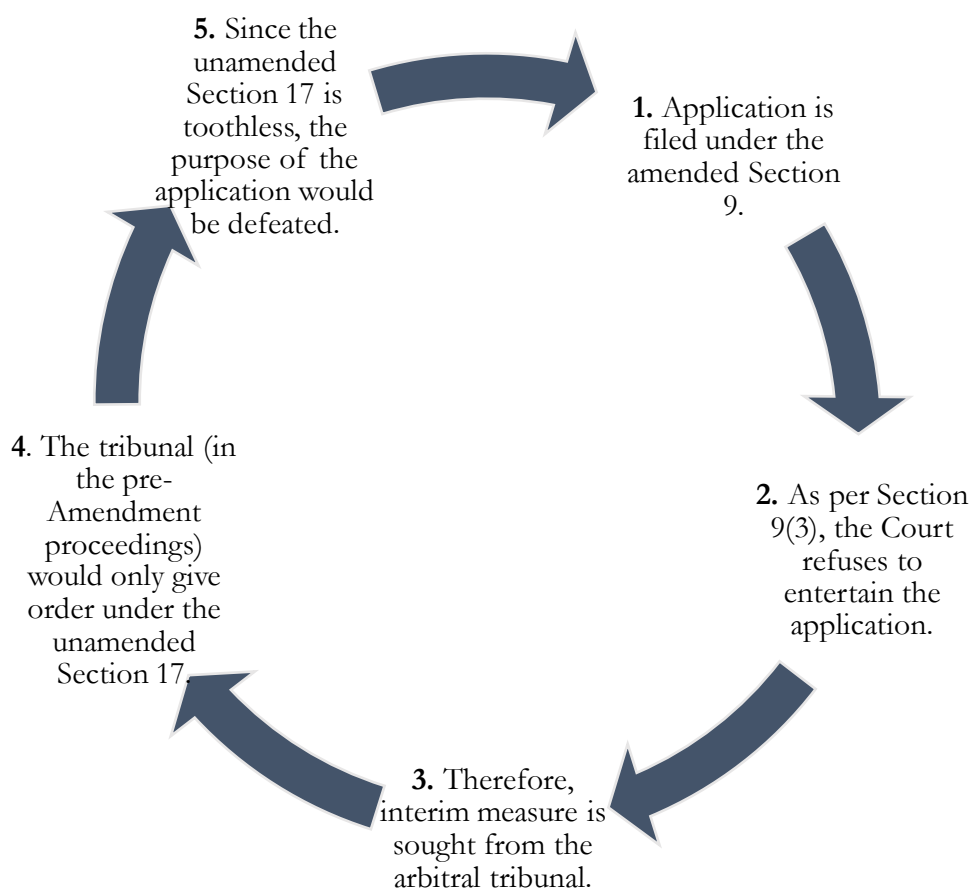 1. Application is
filed under the
amended Section
9.
2. As per Section
9(3), the Court
refuses to
entertain the
application.
3. Therefore,
interim measure is
sought from the
arbitral tribunal.
4. The tribunal (in
the pre-
Amendment
proceedings)
would only give
order under the
unamended
Section 17.
5. Since the
unamended
Section 17 is
toothless, the
purpose of the
application would
be defeated.